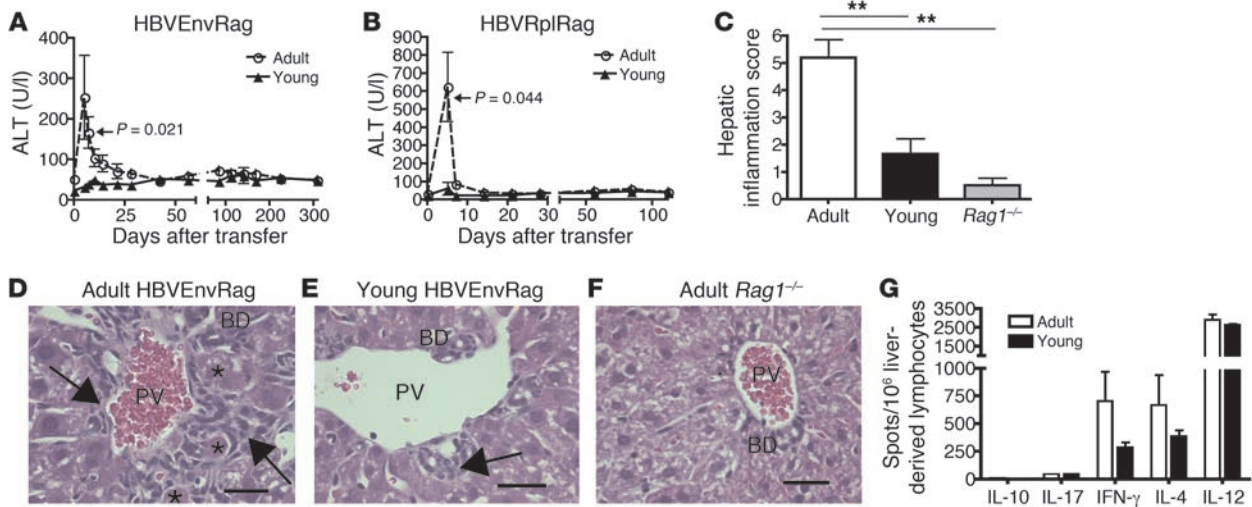 A HBVEnvRag
ALT (U/l)
400
300
200
100
0
Adult
Young
P = 0.021
0 25 50 100 200 300
Days after transfer
B HBVRplRag
ALT (U/l)
900
800
700
600
500
400
300
200
100
0
Adult
Young
P = 0.044
0 10 20 30 50 100
Days after transfer
C
**
**
Hepatic
inflammation score
6
5
4
3
2
1
0
Adult Young Rag1–/–
D Adult HBVEnvRag
BD
*
PV
*
*
E Young HBVEnvRag
BD
PV
F Adult Rag1–/–
PV
BD
G
Spots/10⁶ liver-
derived lymphocytes
3500
2500
1500
1000
750
500
250
0
Adult
Young
IL-10 IL-17 IFN-γ IL-4 IL-12